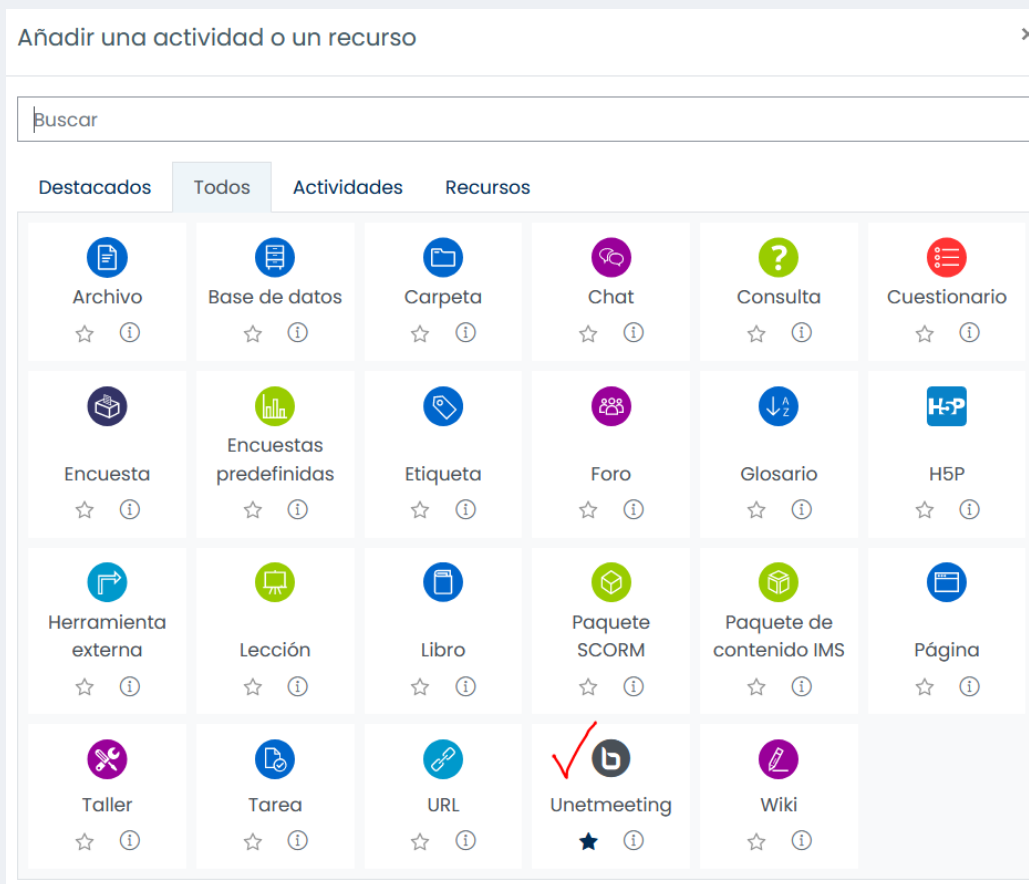 Añadir una actividad o un recurso
Buscar
Destacados Todos Actividades Recursos
Archivo Base de datos Carpeta Chat Consulta Cuestionario
Encuesta Encuestas predefinidas Etiqueta Foro Glosario H5P
H5P
Herramienta externa Lección Libro Paquete SCORM Paquete de contenido IMS Página
Taller Tarea URL Unetmeeting Wiki